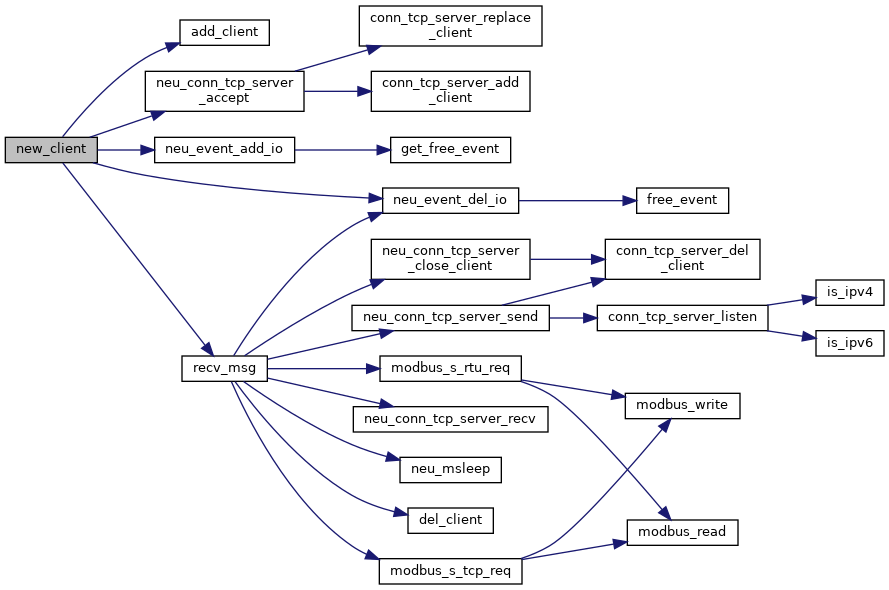 conn_tcp_server_replace
_client
add_client
neu_conn_tcp_server
_accept
conn_tcp_server_add
_client
new_client
neu_event_add_io
get_free_event
neu_event_del_io
free_event
neu_conn_tcp_server
_close_client
conn_tcp_server_del
_client
is_ipv4
neu_conn_tcp_server_send
conn_tcp_server_listen
is_ipv6
recv_msg
modbus_s_rtu_req
modbus_write
neu_conn_tcp_server_recv
neu_msleep
del_client
modbus_read
modbus_s_tcp_req